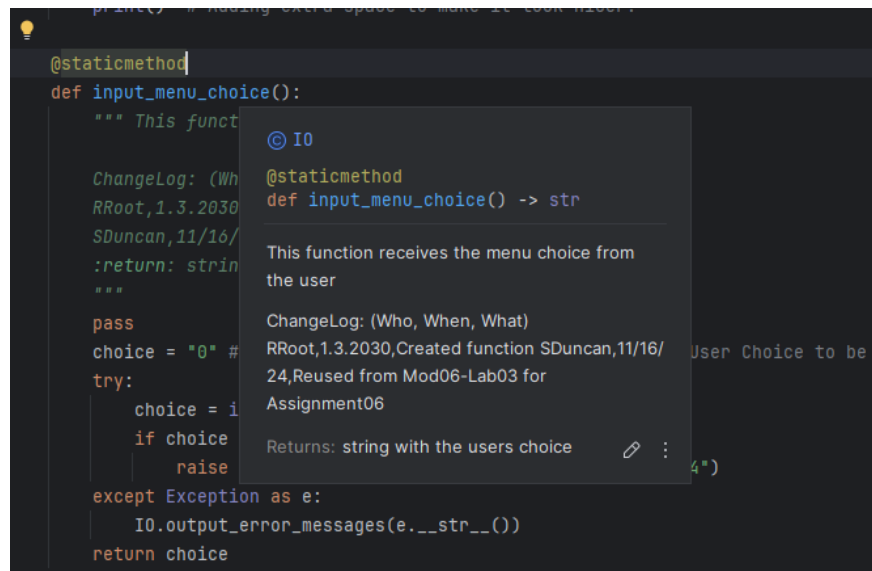 @staticmethod
def input_menu_choice():
""" This funct
ChangeLog: (Wh
RRoot,1.3.2030
SDuncan,11/16/
:return: strin
"""
pass
choice = "0" # User Choice to be
try:
choice = i
if choice
raise 4")
except Exception as e:
IO.output_error_messages(e.__str__())
return choice
© IO
@staticmethod
def input_menu_choice() -> str
This function receives the menu choice from
the user
ChangeLog: (Who, When, What)
RRoot,1.3.2030,Created function SDuncan,11/16/
24,Reused from Mod06-Lab03 for
Assignment06
Returns: string with the users choice